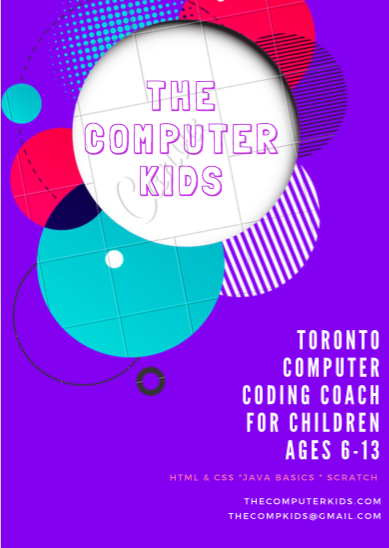 THE
COMPUTER
KIDS
Canva
TORONTO
COMPUTER
CODING COACH
FOR CHILDREN
AGES 6-13
HTML & CSS *JAVA BASICS * SCRATCH
THECOMPUTERKIDS.COM
THECOMPKIDS@GMAIL.COM